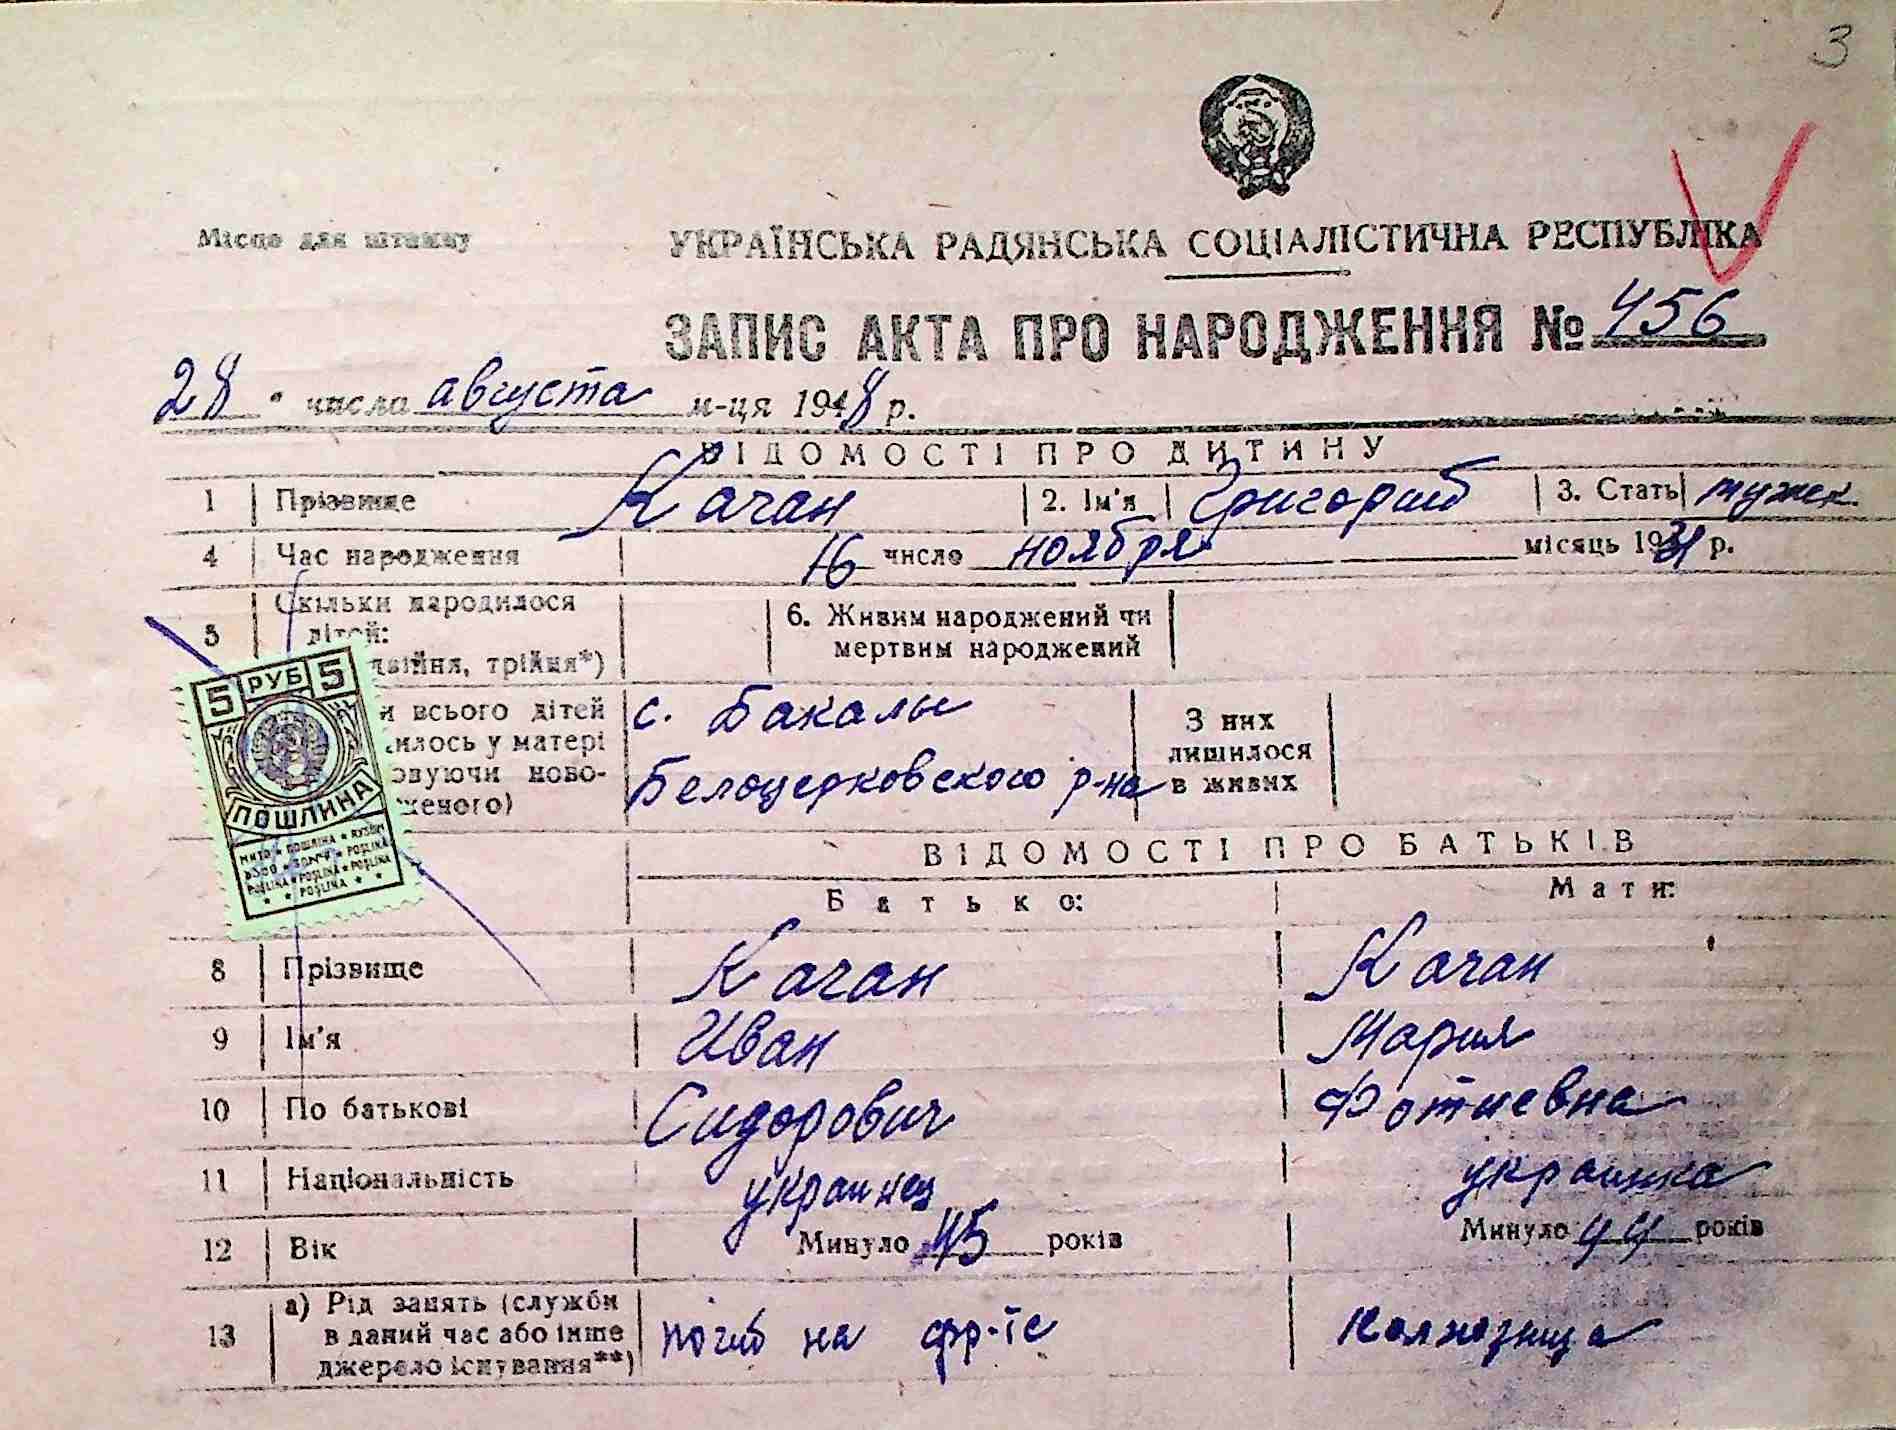 3
Місце для штампу
УКРАЇНСЬКА РАДЯНСЬКА СОЦІАЛІСТИЧНА РЕСПУБЛІКА
ЗАПИС АКТА ПРО НАРОДЖЕННЯ № 456
28 числа августа м-ця 1948 р.
ВІДОМОСТІ ПРО ДИТИНУ
1 Прізвище Качан 2. Ім'я Григорий 3. Стать мужск.
4 Час народження 16 число ноября місяць 1931 р.
5 Скільки народилося
дітей:
двійня, трійня*)
6. Живим народжений чи
мертвим народжений
и всього дітей
илось у матері
овуючи ново-
женого)
с. Бакалы
Белоцерковского р-на
З них
лишилося
в живих
5 РУБ 5
ПОШЛИНА
ВІДОМОСТІ ПРО БАТЬКІВ
Батько: Мати:
8 Прізвище Качан Качан
9 Ім'я Иван Мария
10 По батькові Сидорович Фотиевна
11 Національність украинец украинка
12 Вік Минуло 45 років Минуло 44 років
13 а) Рід занять (служби
в даний час або інше
джерело існування**)
погиб на фр-те колхозница